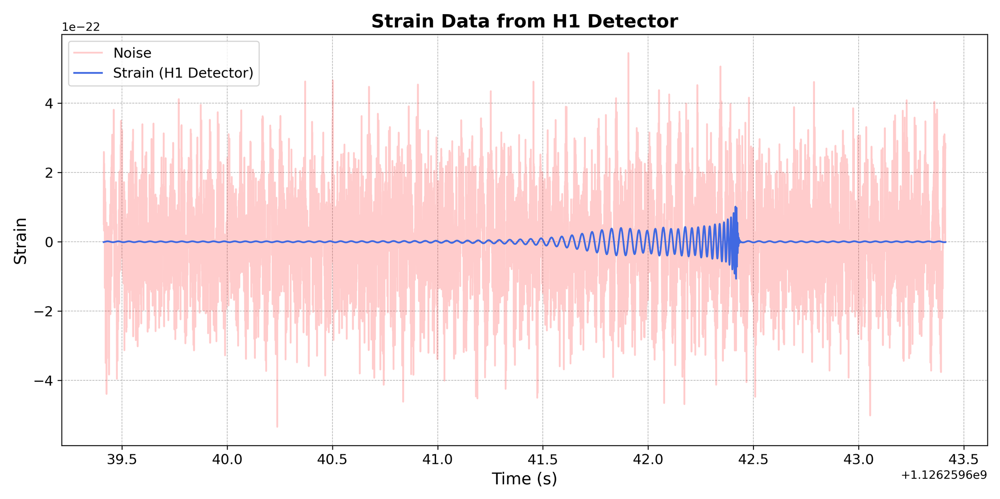 Strain Data from H1 Detector
1e−22
Noise
Strain (H1 Detector)
4
2
0
−2
−4
Strain
39.5 40.0 40.5 41.0 41.5 42.0 42.5 43.0 43.5
Time (s)
+1.1262596e9